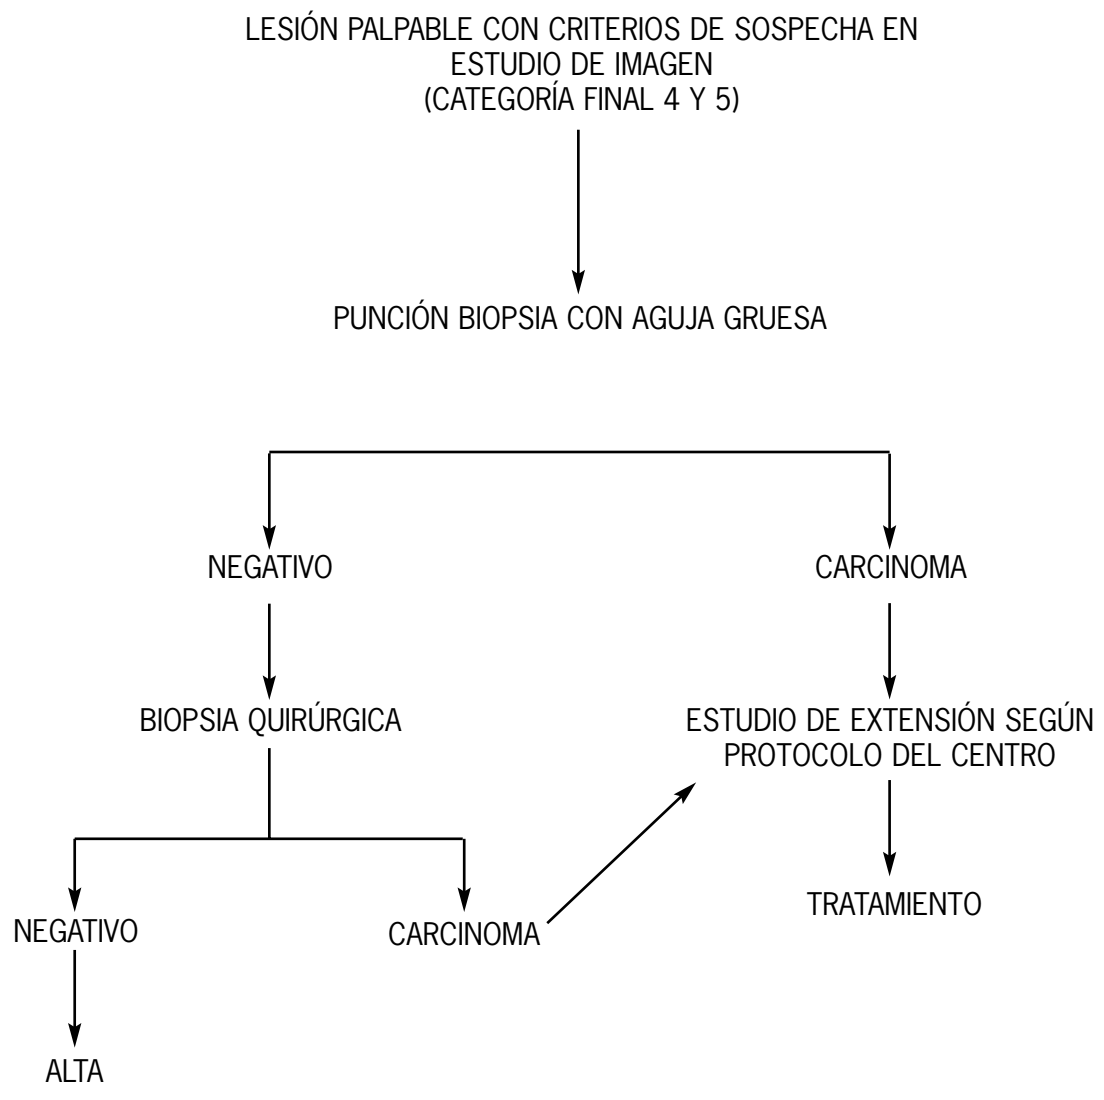 LESIÓN PALPABLE CON CRITERIOS DE SOSPECHA EN
ESTUDIO DE IMAGEN
(CATEGORÍA FINAL 4 Y 5)
PUNCIÓN BIOPSIA CON AGUJA GRUESA
NEGATIVO
CARCINOMA
BIOPSIA QUIRÚRGICA
ESTUDIO DE EXTENSIÓN SEGÚN
PROTOCOLO DEL CENTRO
NEGATIVO
CARCINOMA
TRATAMIENTO
ALTA